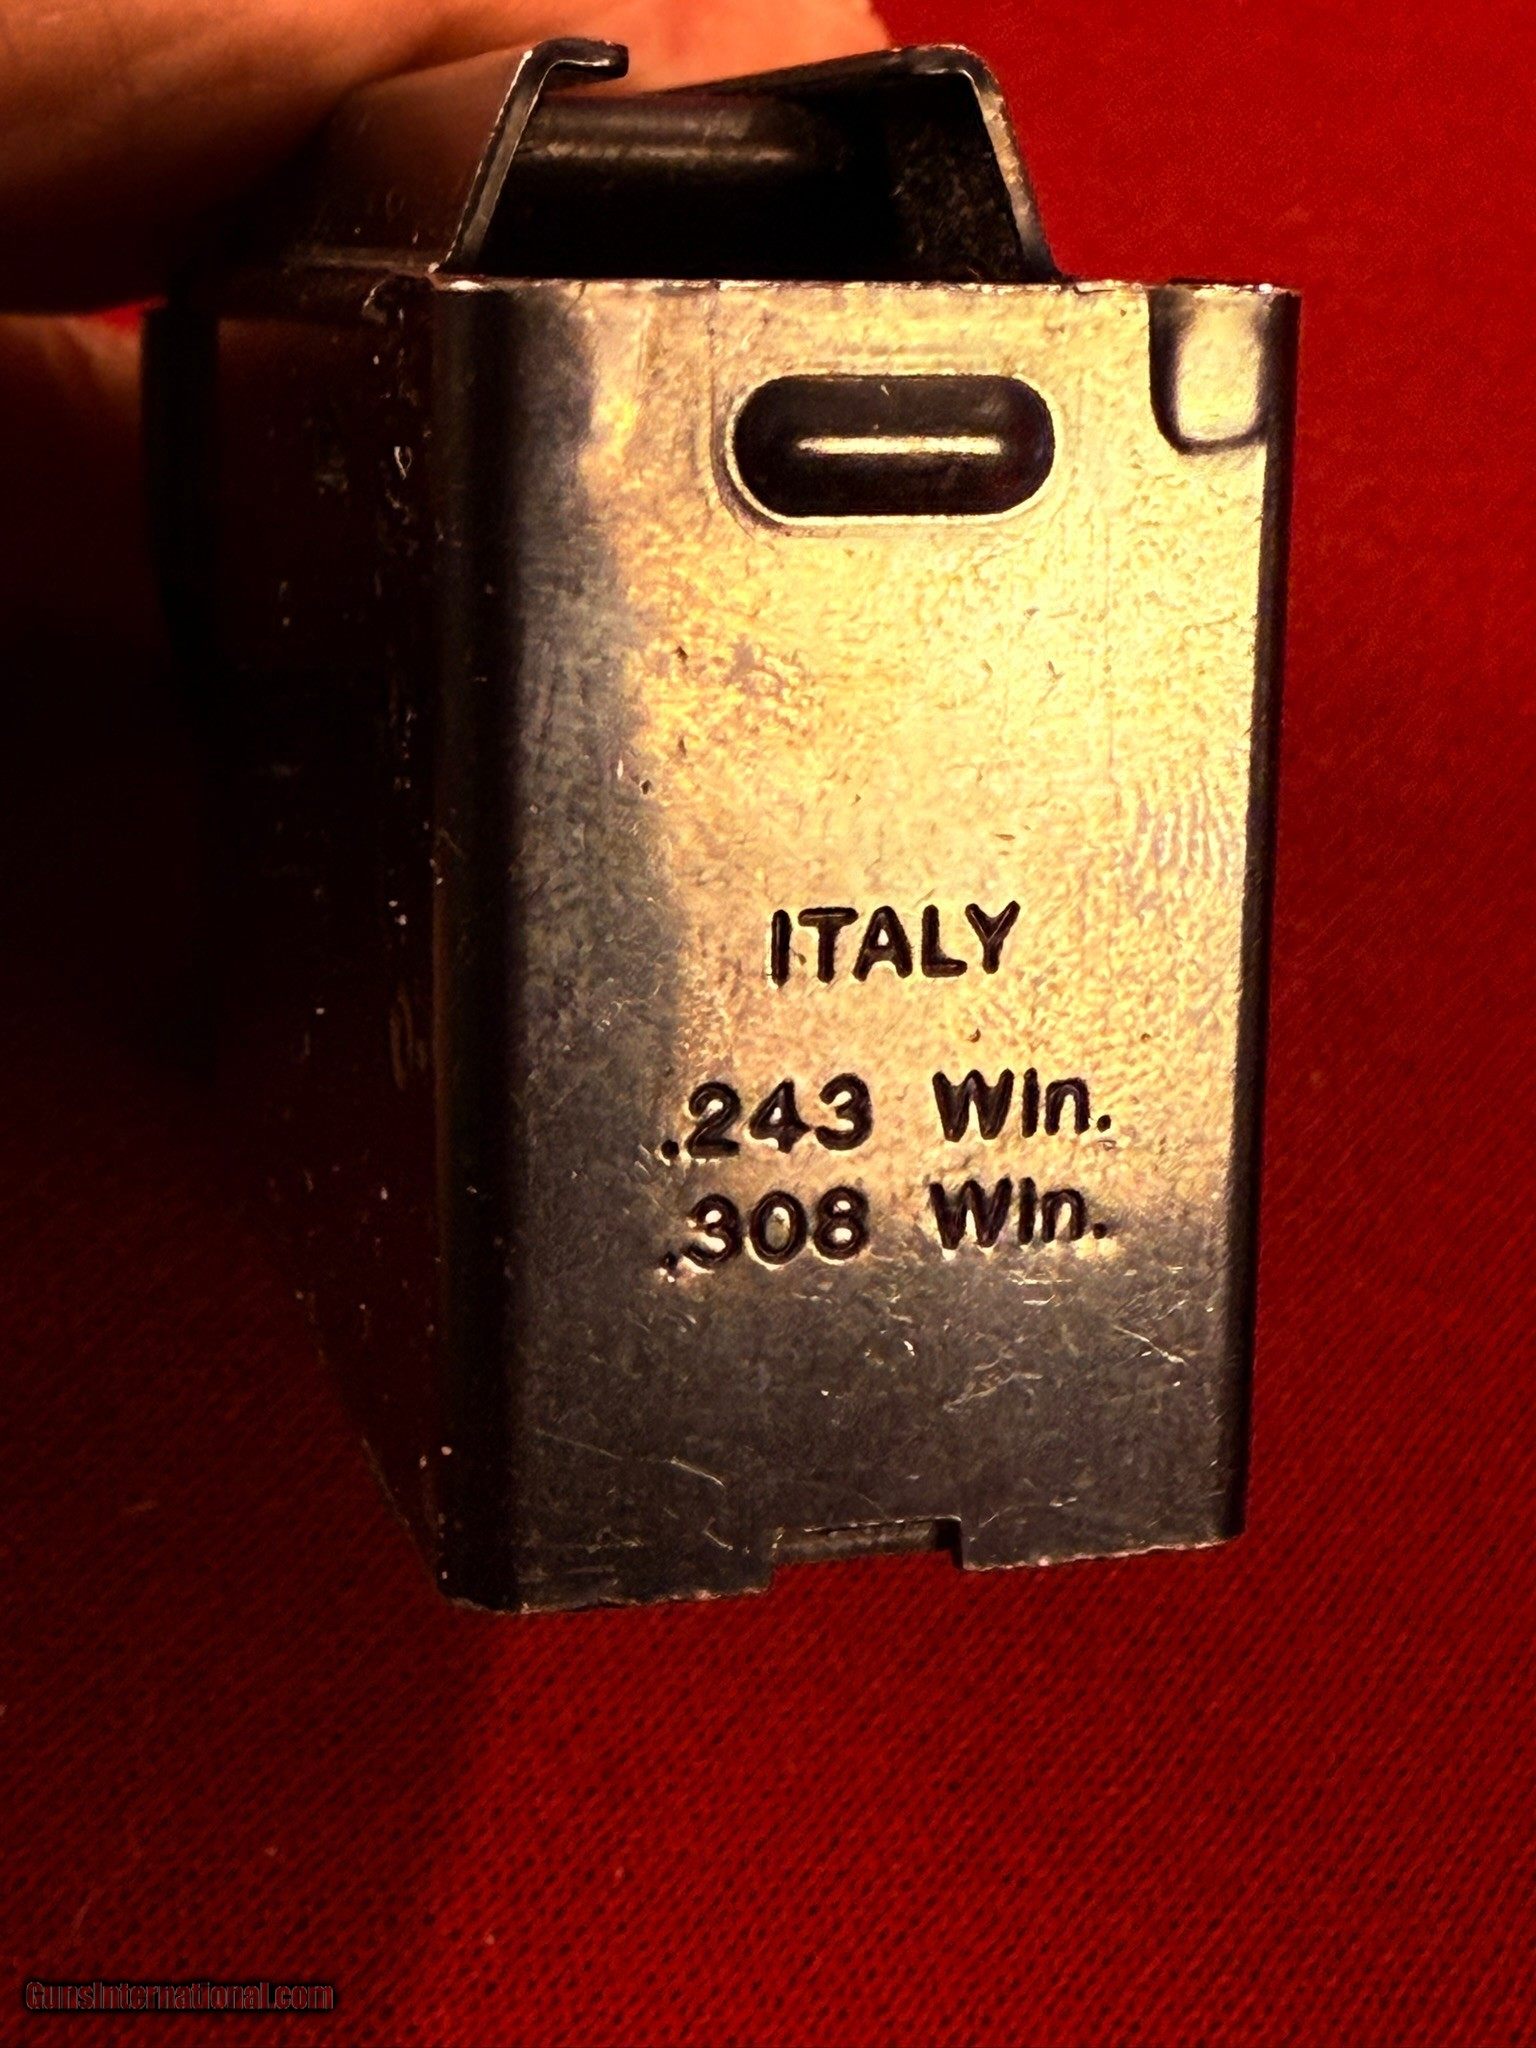 ITALY
.243 Win.
.308 Win.
GunsInternational.com